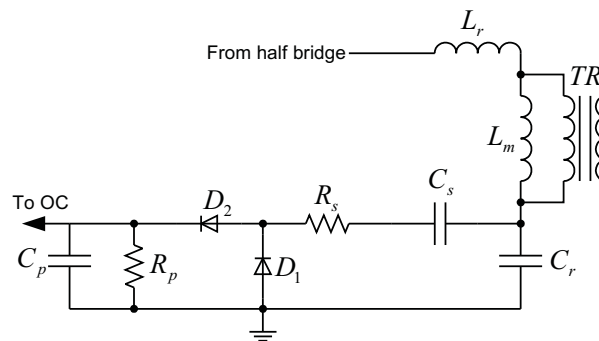 L_r
From half bridge
TR
L_m
C_s
R_s
D_2
To OC
C_p
R_p
D_1
C_r